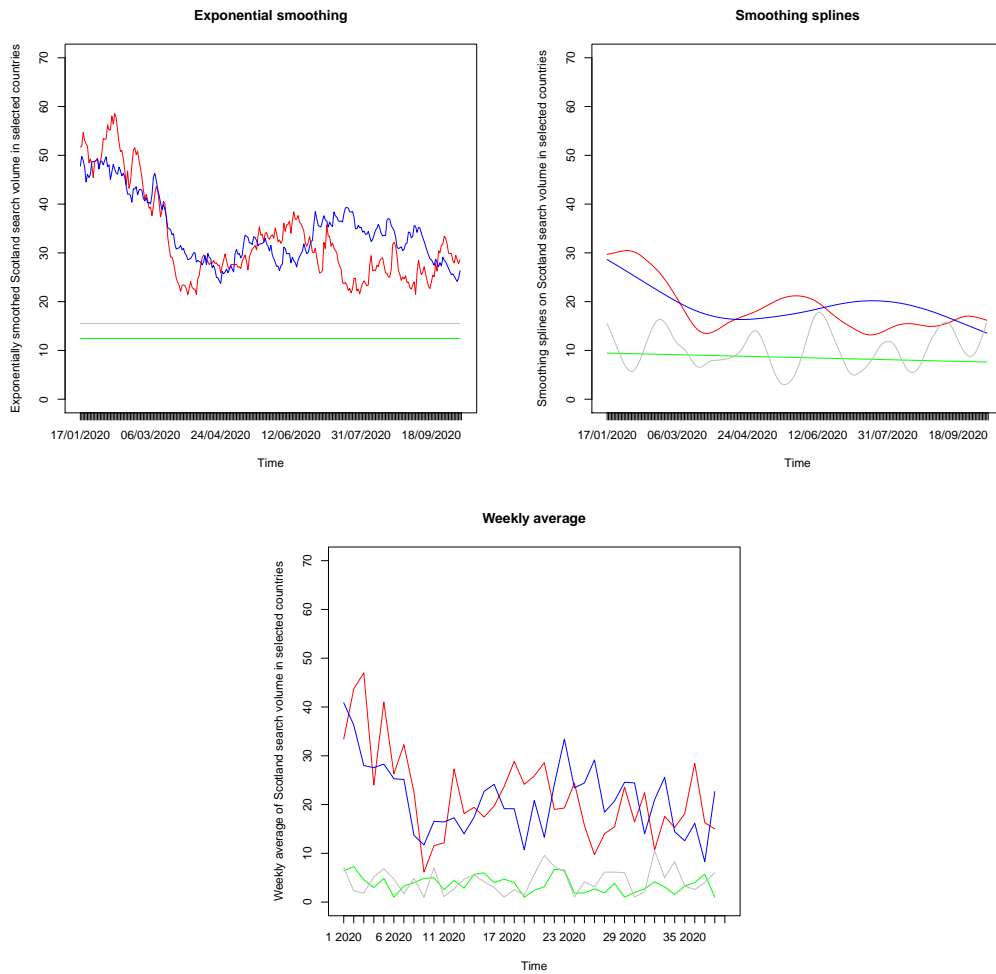 Exponential smoothing
Exponentially smoothed Scotland search volume in selected countries
70
60
50
40
30
20
10
0
17/01/2020 06/03/2020 24/04/2020 12/06/2020 31/07/2020 18/09/2020
Time
Smoothing splines
Smoothing splines on Scotland search volume in selected countries
70
60
50
40
30
20
10
0
17/01/2020 06/03/2020 24/04/2020 12/06/2020 31/07/2020 18/09/2020
Time
Weekly average
Weekly average of Scotland search volume in selected countries
70
60
50
40
30
20
10
0
1 2020 6 2020 11 2020 17 2020 23 2020 29 2020 35 2020
Time